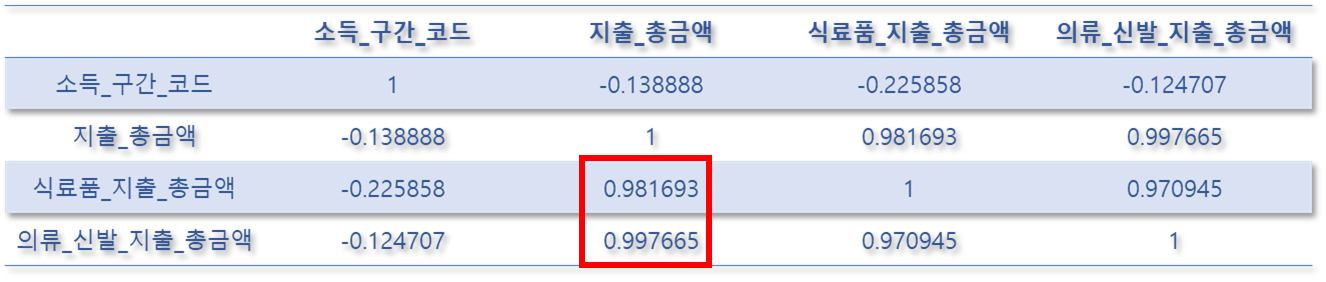 소득_구간_코드 지출_총금액 식료품_지출_총금액 의류_신발_지출_총금액
소득_구간_코드 1 -0.138888 -0.225858 -0.124707
지출_총금액 -0.138888 1 0.981693 0.997665
식료품_지출_총금액 -0.225858 0.981693 1 0.970945
의류_신발_지출_총금액 -0.124707 0.997665 0.970945 1